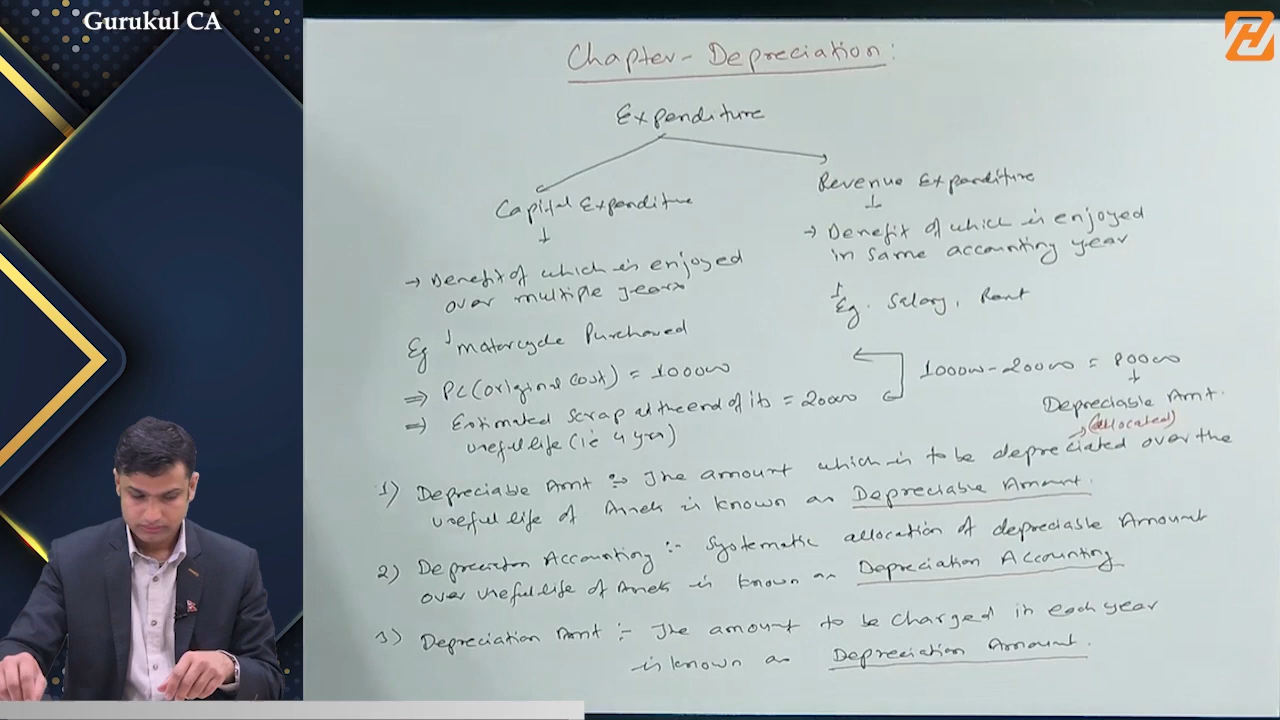 Gurukul CA
Chapter - Depreciation:
Expenditure
Capital Expenditure
→ Benefit of which is enjoyed
over multiple years
Eg Motorcycle Purchased
⇒ PC (original cost) = 100000
⇒ Estimated scrap at the end of its = 20000
useful life (i.e 4 yrs)
Revenue Expenditure
→ Benefit of which is enjoyed
in same accounting year
Eg. Salary, Rent
100000 - 20000 = 80000
Depreciable Amt.
(allocated)
1) Depreciable Amt :- The amount which is to be depreciated over the
useful life of Assets is known as Depreciable Amount.
2) Depreciation Accounting :- Systematic allocation of depreciable Amount
over useful life of Assets is known as Depreciation Accounting
3) Depreciation Amt :- The amount to be charged in each year
is known as Depreciation Amount.